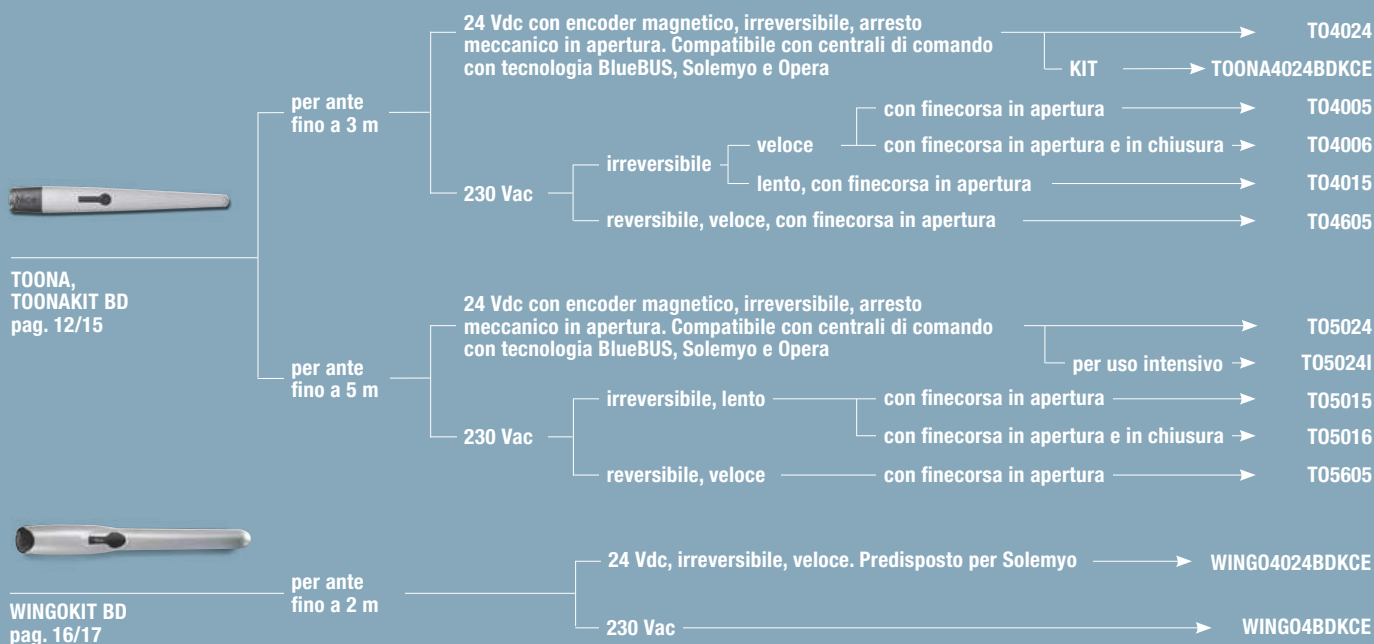 24 Vdc con encoder magnetico, irreversibile, arresto
meccanico in apertura. Compatibile con centrali di comando
con tecnologia BlueBUS, Solemyo e Opera
TO4024
KIT
TOONA4024BDKCE
per ante
fino a 3 m
con finecorsa in apertura
TO4005
veloce
con finecorsa in apertura e in chiusura
TO4006
irreversibile
lento, con finecorsa in apertura
TO4015
230 Vac
reversibile, veloce, con finecorsa in apertura
TO4605
Nice
TOONA,
TOONAKIT BD
pag. 12/15
24 Vdc con encoder magnetico, irreversibile, arresto
meccanico in apertura. Compatibile con centrali di comando
con tecnologia BlueBUS, Solemyo e Opera
TO5024
per uso intensivo
TO5024I
per ante
fino a 5 m
irreversibile, lento
con finecorsa in apertura
TO5015
230 Vac
con finecorsa in apertura e in chiusura
TO5016
reversibile, veloce
con finecorsa in apertura
TO5605
24 Vdc, irreversibile, veloce. Predisposto per Solemyo
WINGO4024BDKCE
per ante
fino a 2 m
WINGOKIT BD
pag. 16/17
230 Vac
WINGO4BDKCE